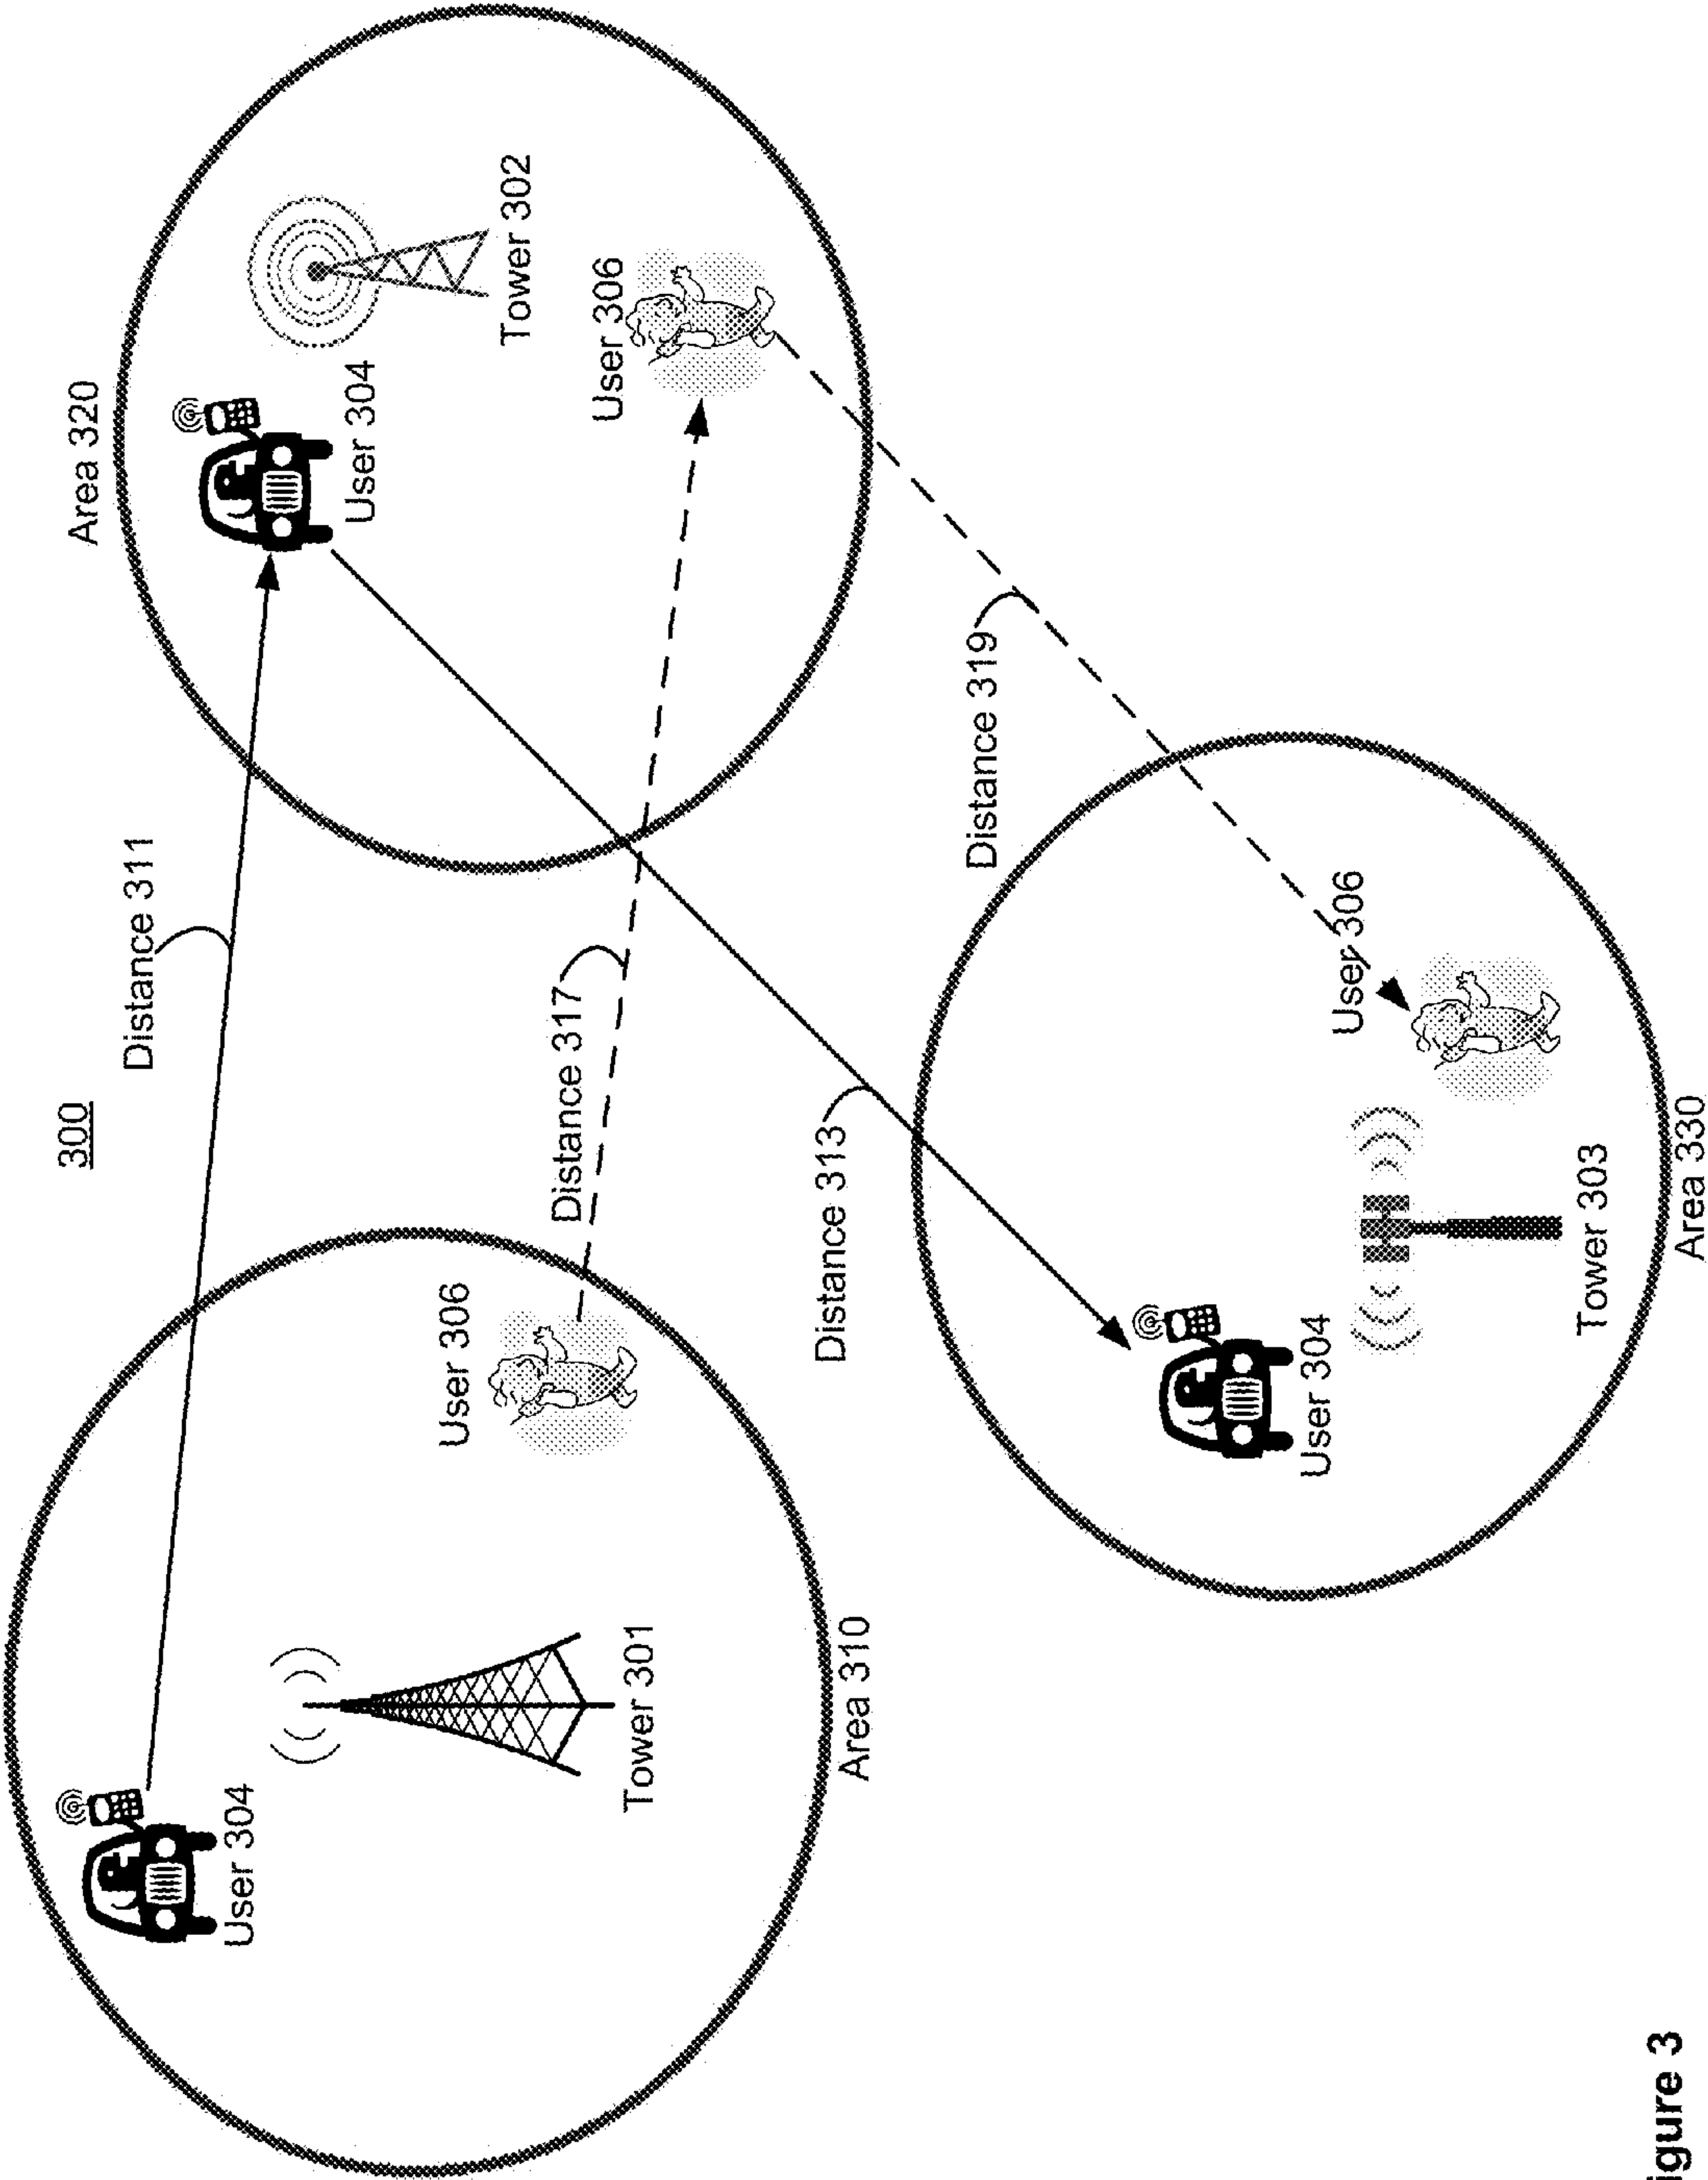 300
Area 320
Distance 311
User 304
User 304
User 306
Tower 302
Distance 317
User 306
Tower 301
Distance 313
Area 310
Distance 319
User 304
User 306
Tower 303
igure 3
Area 330